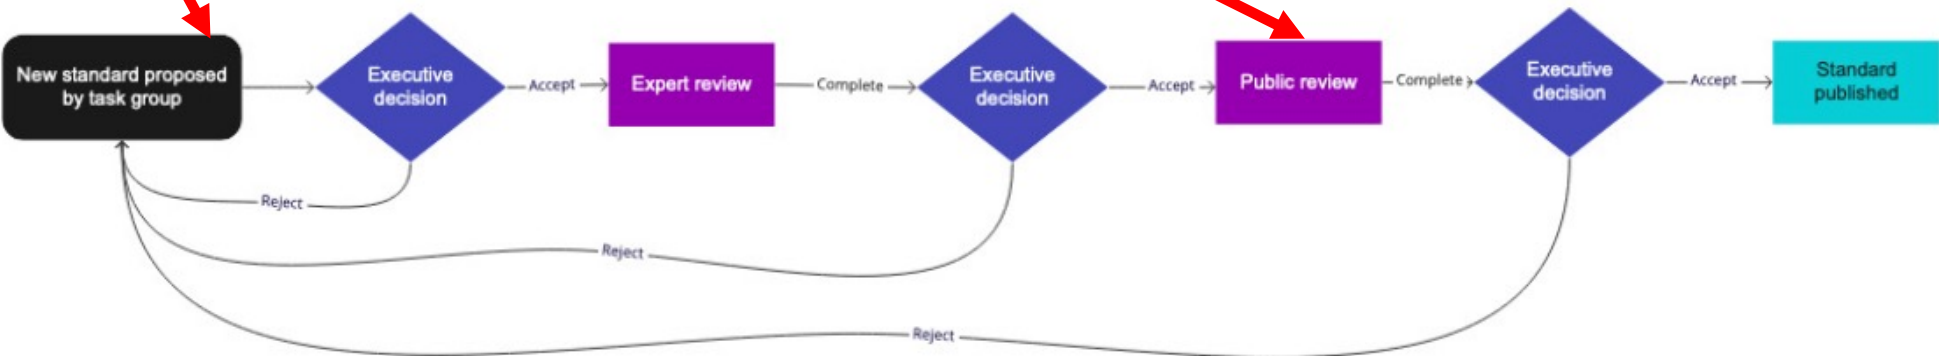 New standard proposed
by task group
Executive
decision
Accept
Expert review
Complete
Executive
decision
Accept
Public review
Complete
Executive
decision
Accept
Standard
published
Reject
Reject
Reject